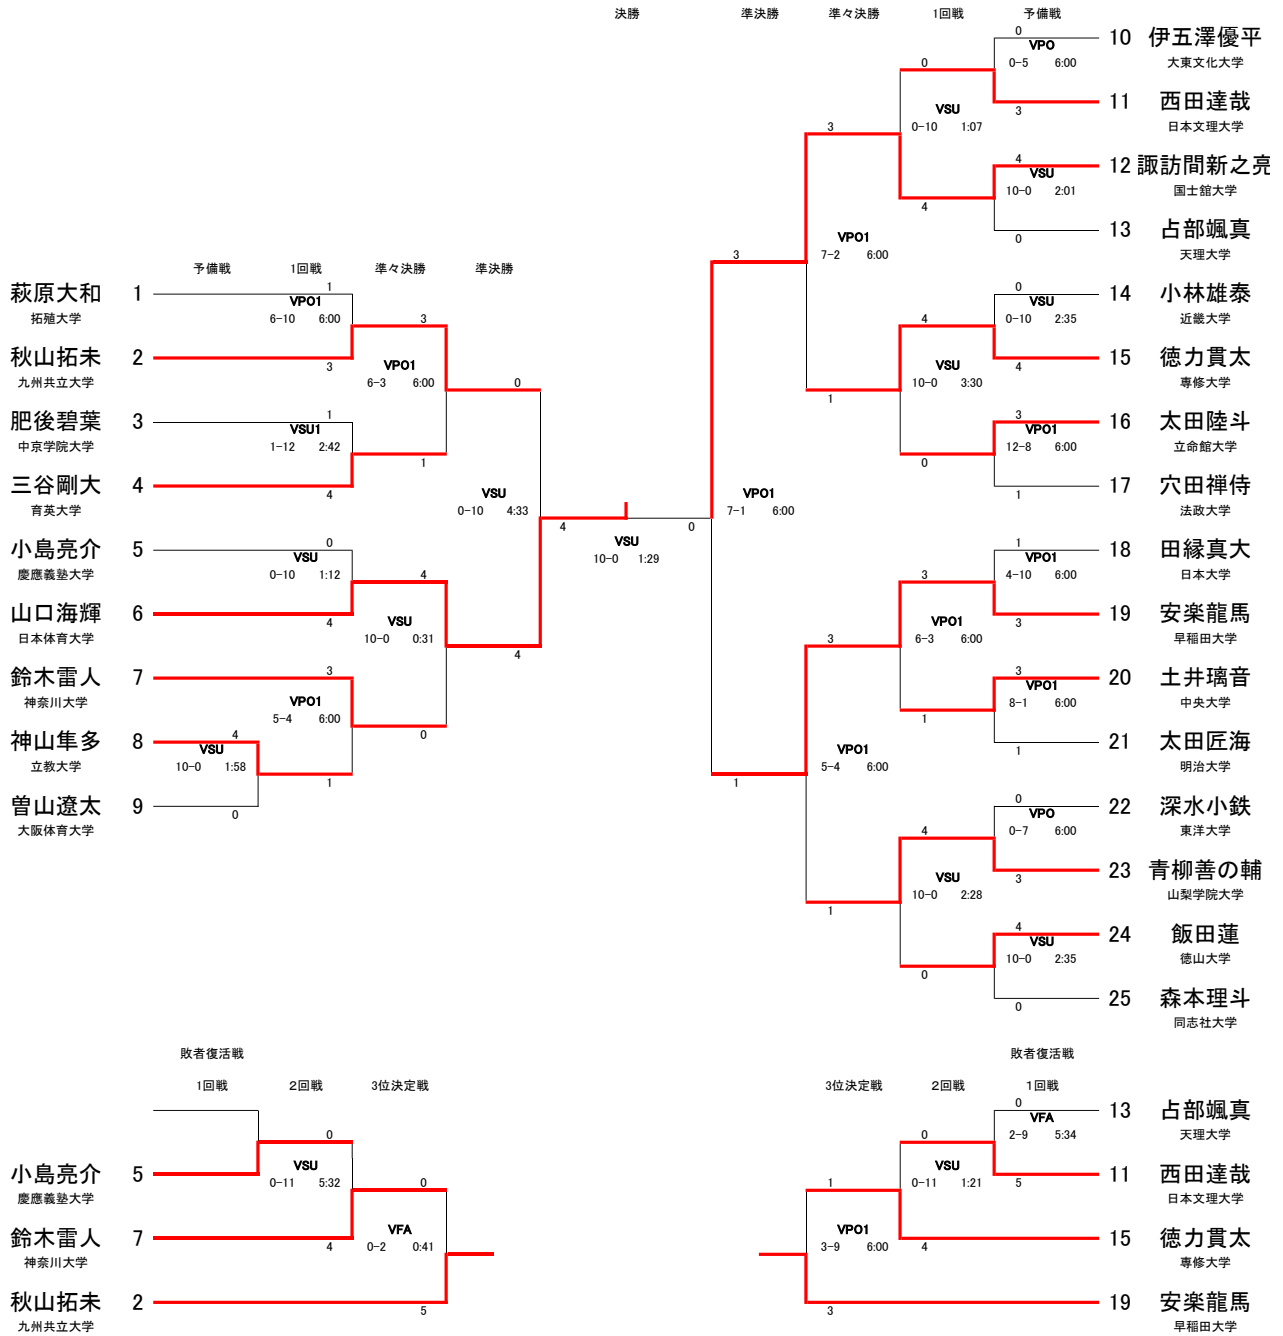 決勝 準決勝 準々決勝 1回戦 予備戦
0
10 伊五澤優平
VPO
0-5 6:00
大東文化大学
0
11 西田達哉
3
日本文理大学
VSU
0-10 1:07
3
4
12 諏訪間新之亮
VSU
10-0 2:01
国士舘大学
4
13 占部颯真
0
天理大学
VPO1
7-2 6:00
3
予備戦 1回戦 準々決勝 準決勝
萩原大和 1
拓殖大学
1
VPO1
6-10 6:00
3
秋山拓未 2
九州共立大学
3
VPO1
6-3 6:00
0
肥後碧葉 3
中京学院大学
1
VSU1
1-12 2:42
1
三谷剛大 4
育英大学
4
VSU
0-10 4:33
小島亮介 5
慶應義塾大学
0
VSU
0-10 1:12
4
山口海輝 6
日本体育大学
4
VSU
10-0 0:31
4
鈴木雷人 7
神奈川大学
3
VPO1
5-4 6:00
0
神山隼多 8
立教大学
4
VSU
10-0 1:58
1
曽山遼太 9
大阪体育大学
0
4 0
VSU
10-0 1:29
0
14 小林雄泰
VSU
0-10 2:35
近畿大学
4
15 徳力貫太
4
専修大学
VSU
10-0 3:30
1
3
16 太田陸斗
VPO1
12-8 6:00
立命館大学
0
17 穴田禅侍
1
法政大学
VPO1
7-1 6:00
1
18 田縁真大
VPO1
4-10 6:00
日本大学
3
19 安楽龍馬
3
早稲田大学
VPO1
6-3 6:00
3
3
20 土井璃音
VPO1
8-1 6:00
中央大学
1
21 太田匠海
1
明治大学
VPO1
5-4 6:00
1
0
22 深水小鉄
VPO
0-7 6:00
東洋大学
4
23 青柳善の輔
3
山梨学院大学
VSU
10-0 2:28
1
4
24 飯田蓮
VSU
10-0 2:35
徳山大学
0
25 森本理斗
0
同志社大学
敗者復活戦
1回戦 2回戦 3位決定戦
0
小島亮介 5
慶應義塾大学
VSU
0-11 5:32
0
鈴木雷人 7
神奈川大学
4
VFA
0-2 0:41
秋山拓未 2
九州共立大学
5
敗者復活戦
3位決定戦 2回戦 1回戦
0
13 占部颯真
VFA
2-9 5:34
天理大学
0
11 西田達哉
5
日本文理大学
VSU
0-11 1:21
1
15 徳力貫太
4
専修大学
VPO1
3-9 6:00
19 安楽龍馬
3
早稲田大学